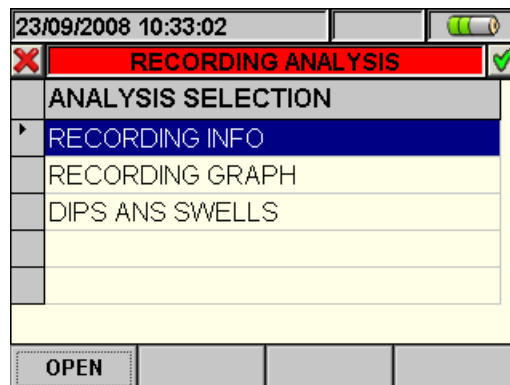 23/09/2008 10:33:02
RECORDING ANALYSIS
ANALYSIS SELECTION
RECORDING INFO
RECORDING GRAPH
DIPS ANS SWELLS
OPEN